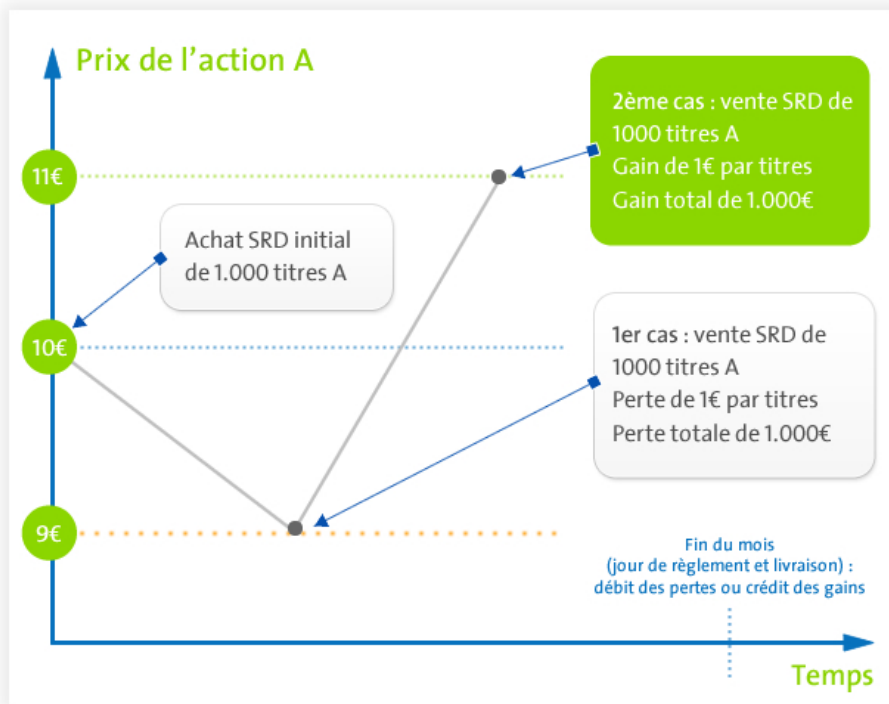 Prix de l'action A
11€
10€
9€
Achat SRD initial
de 1.000 titres A
2ème cas : vente SRD de
1000 titres A
Gain de 1€ par titres
Gain total de 1.000€
1er cas : vente SRD de
1000 titres A
Perte de 1€ par titres
Perte totale de 1.000€
Fin du mois
(jour de règlement et livraison) :
débit des pertes ou crédit des gains
Temps